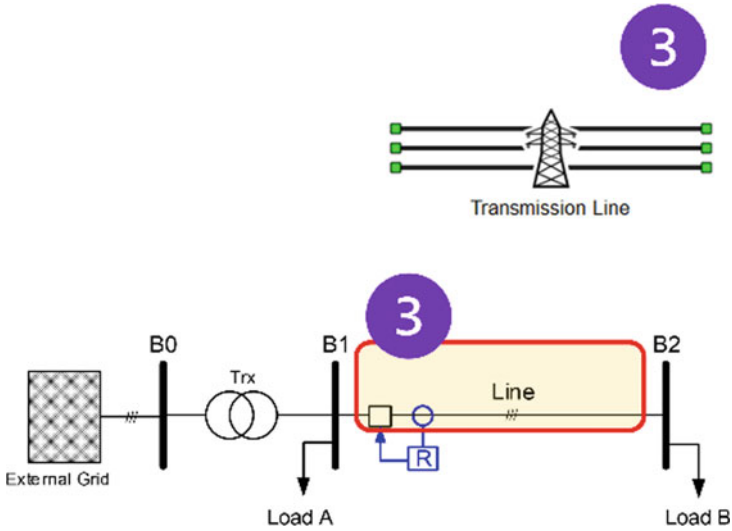 3
Transmission Line
3
B0
B1
B2
Trx
Line
R
External Grid
Load A
Load B